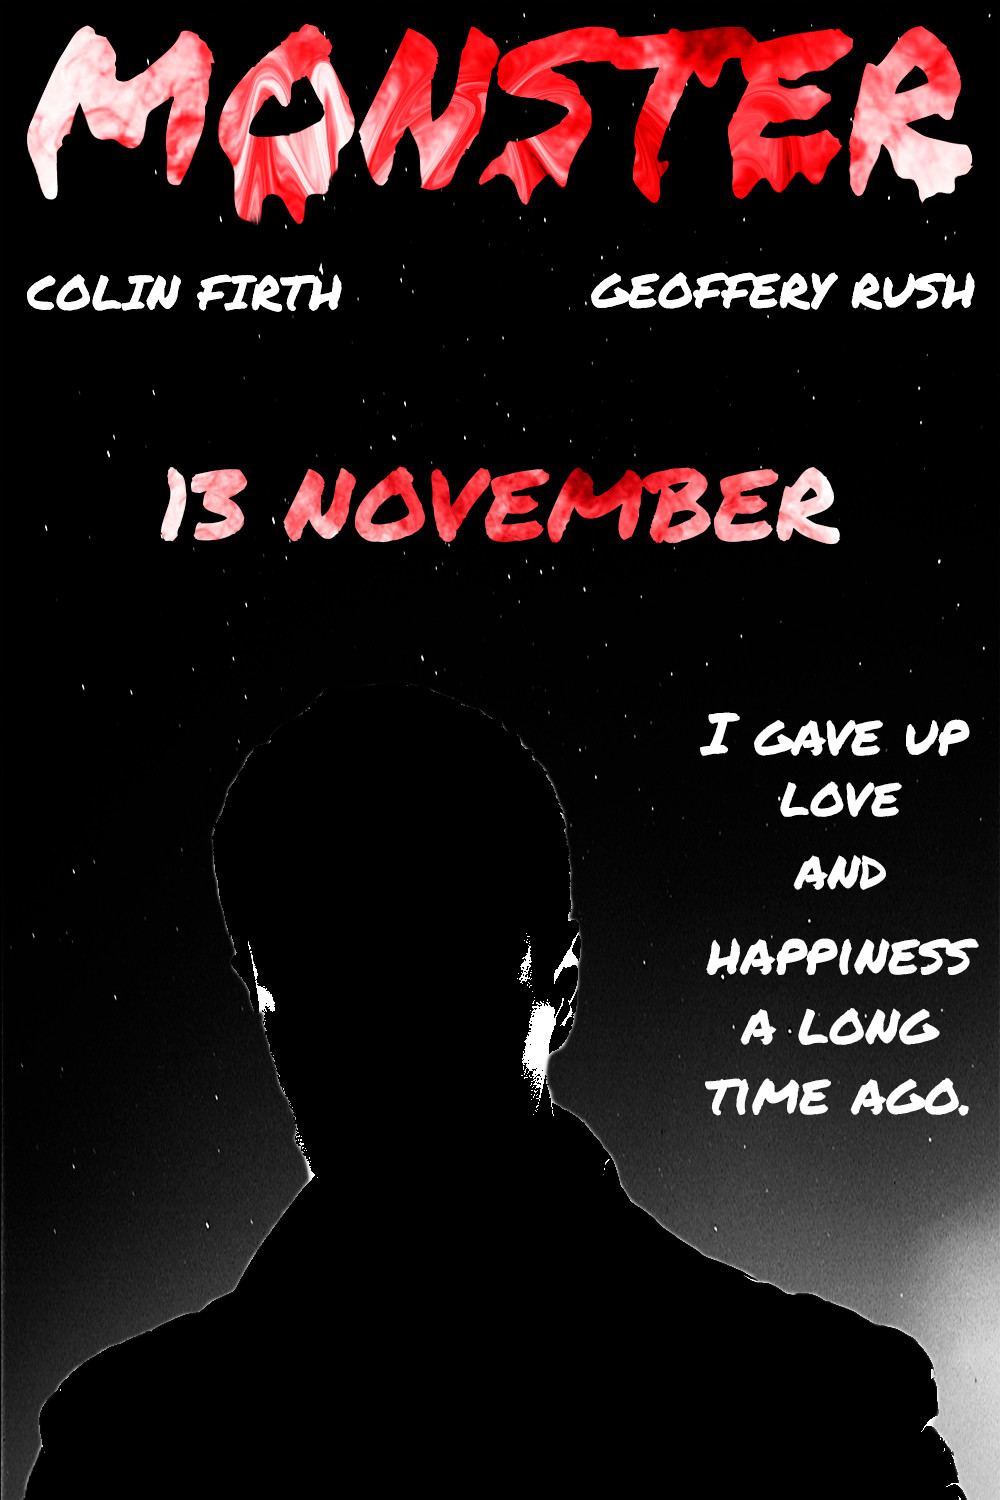 MONSTER
COLIN FIRTH GEOFFERY RUSH
13 NOVEMBER
I GAVE UP
LOVE
AND
HAPPINESS
A LONG
TIME AGO.